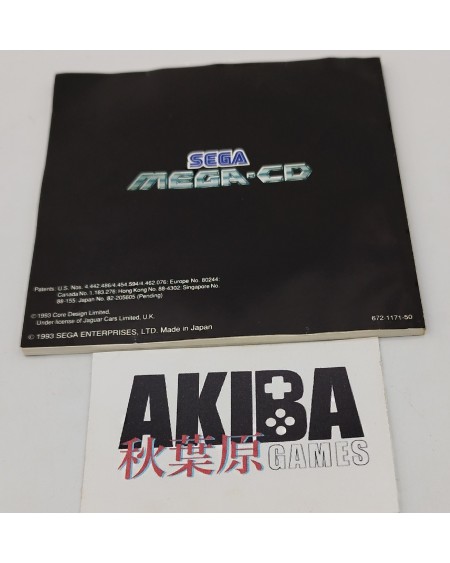 SEGA
MEGA-CD
Patents: U.S. Nos. 4,442,486/4,454,594/4,462,076: Europe No. 80244:
Canada No. 1,183,276: Hong Kong No. 88-4302: Singapore No.
88-155: Japan No. 82-205605 (Pending)
© 1993 Core Design Limited.
Under license of Jaguar Cars Limited, U.K.
© 1993 SEGA ENTERPRISES, LTD. Made in Japan
672-1171-50
AKIBA
秋葉原 GAMES